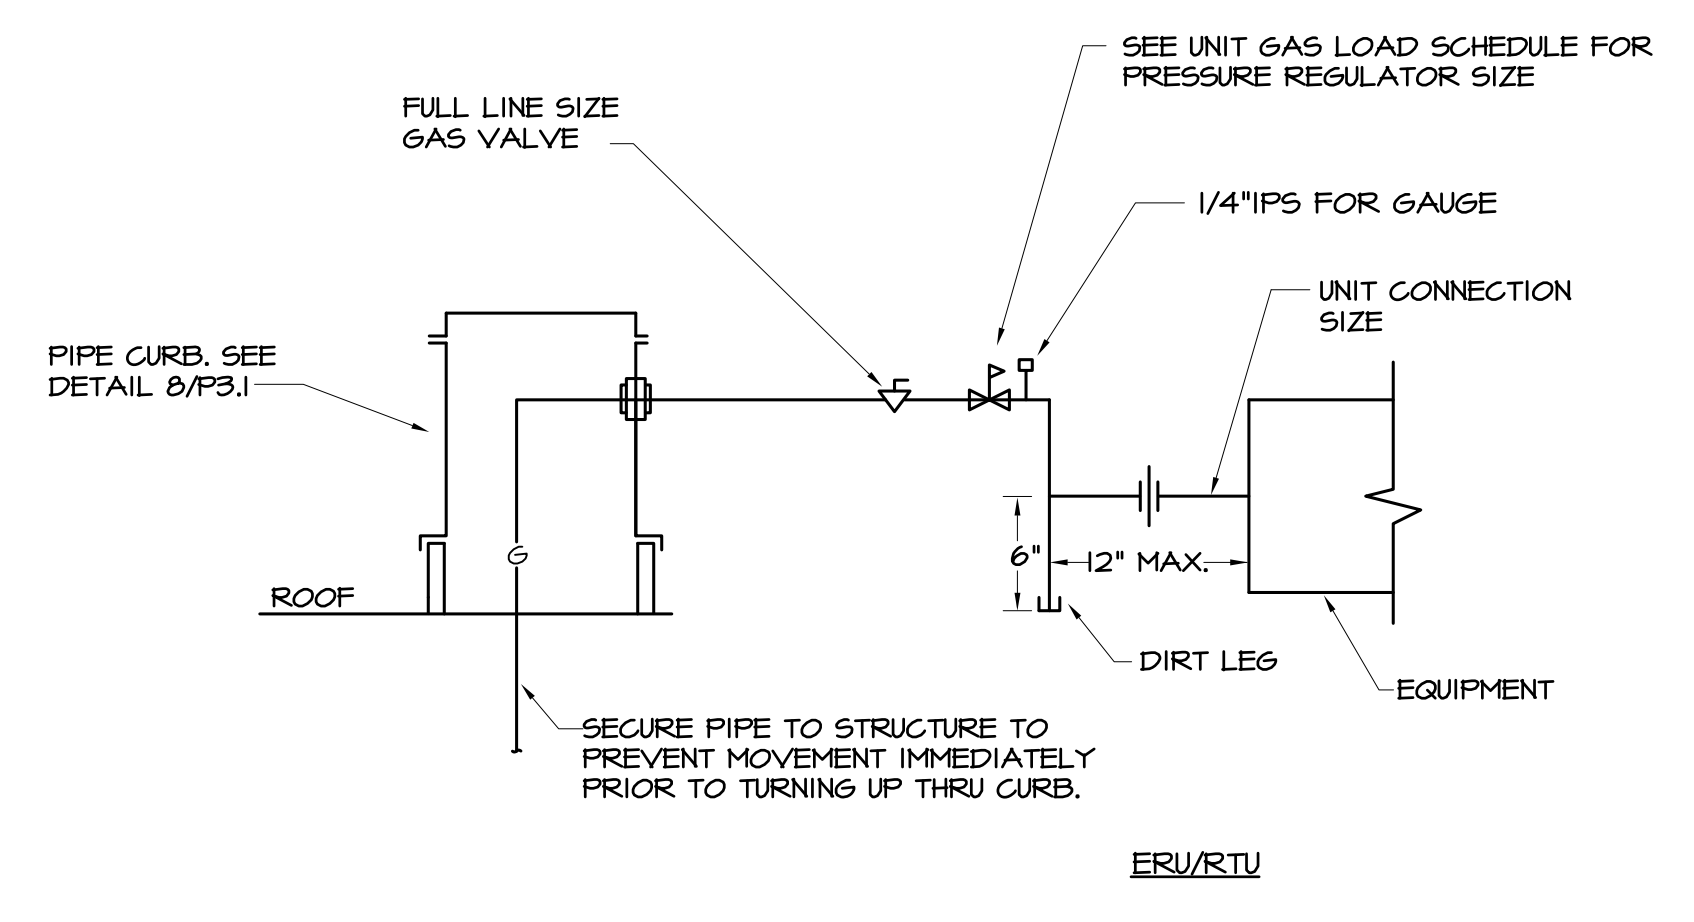 SEE UNIT GAS LOAD SCHEDULE FOR
PRESSURE REGULATOR SIZE
FULL LINE SIZE
GAS VALVE
1/4"IPS FOR GAUGE
UNIT CONNECTION
SIZE
PIPE CURB. SEE
DETAIL 8/P3.1
G
6"
12" MAX.
ROOF
DIRT LEG
EQUIPMENT
SECURE PIPE TO STRUCTURE TO
PREVENT MOVEMENT IMMEDIATELY
PRIOR TO TURNING UP THRU CURB.
ERU/RTU